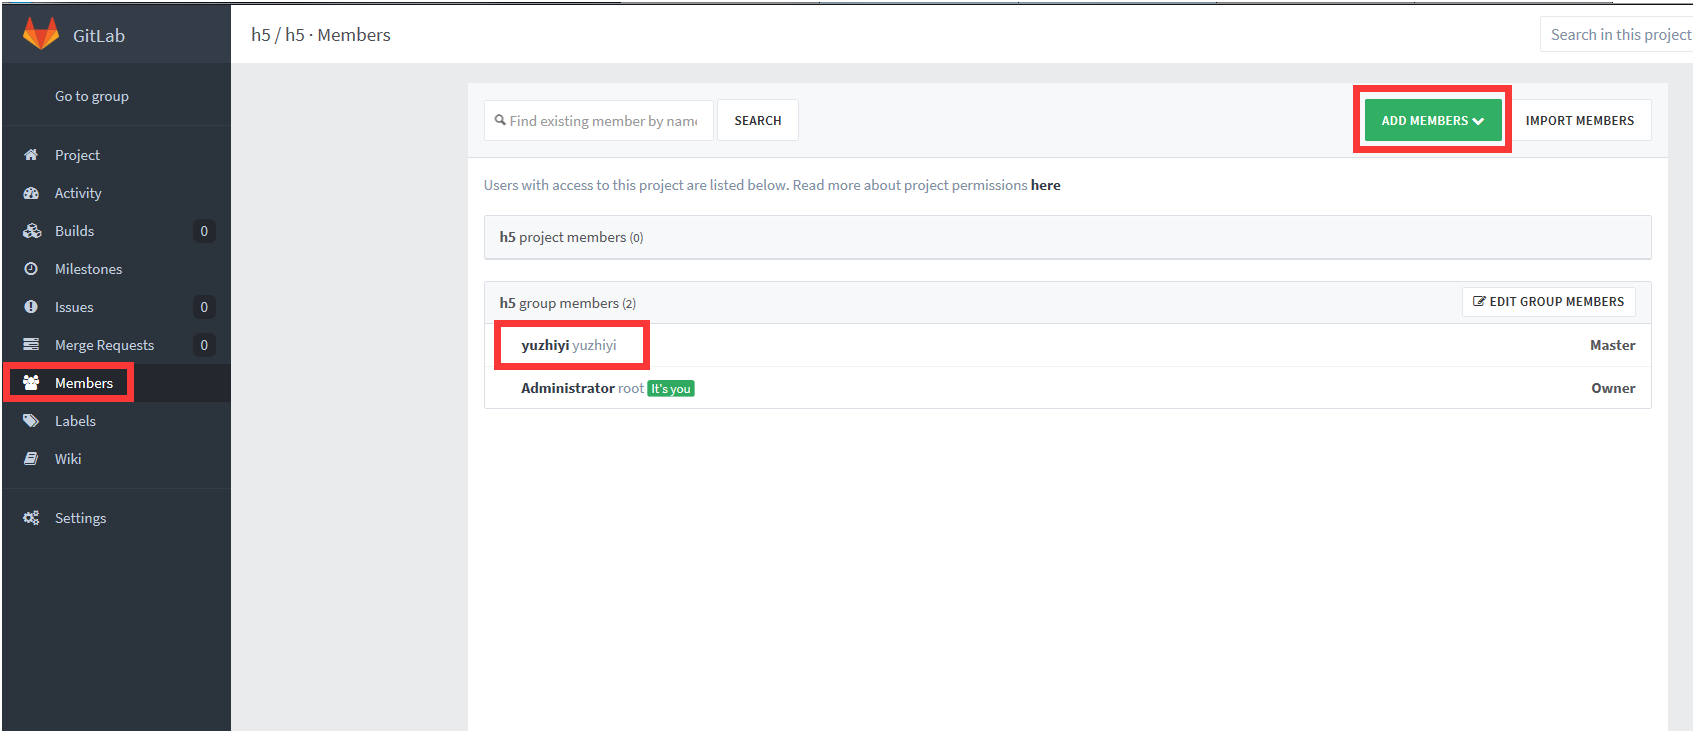 GitLab
h5 / h5 · Members
Search in this project
Go to group
Project
Activity
Builds 0
Milestones
Issues 0
Merge Requests 0
Members
Labels
Wiki
Settings
Find existing member by name
SEARCH
ADD MEMBERS
IMPORT MEMBERS
Users with access to this project are listed below. Read more about project permissions here
h5 project members (0)
h5 group members (2)
EDIT GROUP MEMBERS
yuzhiyi yuzhiyi Master
Administrator root It's you Owner